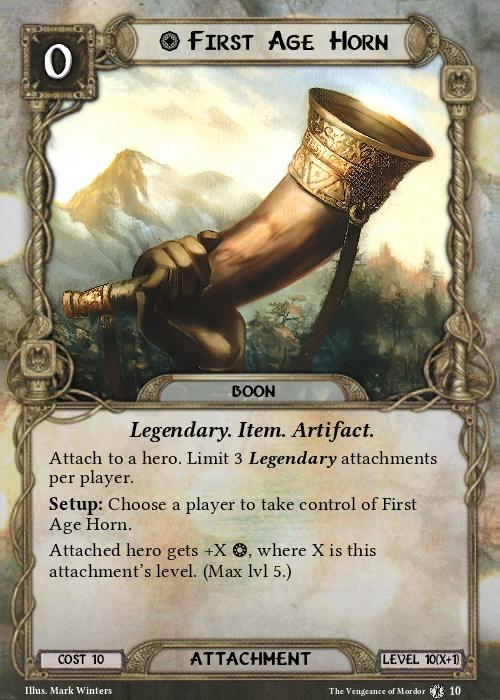 0
First Age Horn
BOON
Legendary. Item. Artifact.
Attach to a hero. Limit 3 Legendary attachments
per player.
Setup: Choose a player to take control of First
Age Horn.
Attached hero gets +X , where X is this
attachment's level. (Max lvl 5.)
COST 10
ATTACHMENT
LEVEL 10(X+1)
Illus. Mark Winters
The Vengeance of Mordor
10